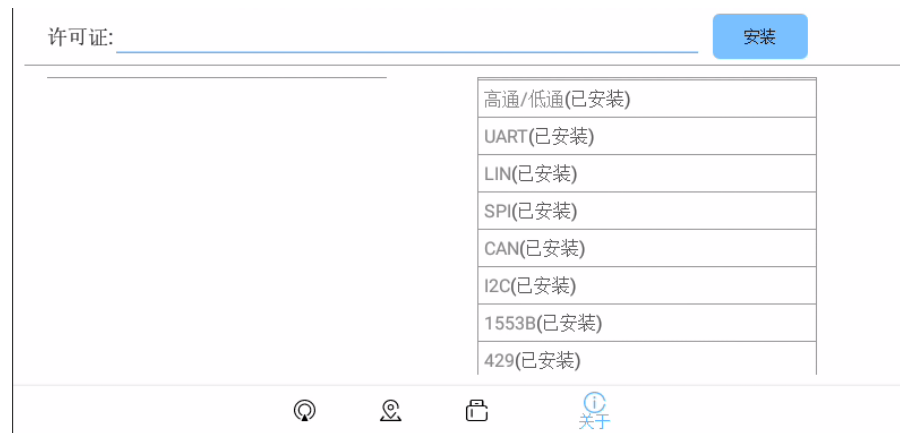 许可证:
安装
高通/低通(已安装)
UART(已安装)
LIN(已安装)
SPI(已安装)
CAN(已安装)
I2C(已安装)
1553B(已安装)
429(已安装)
关于